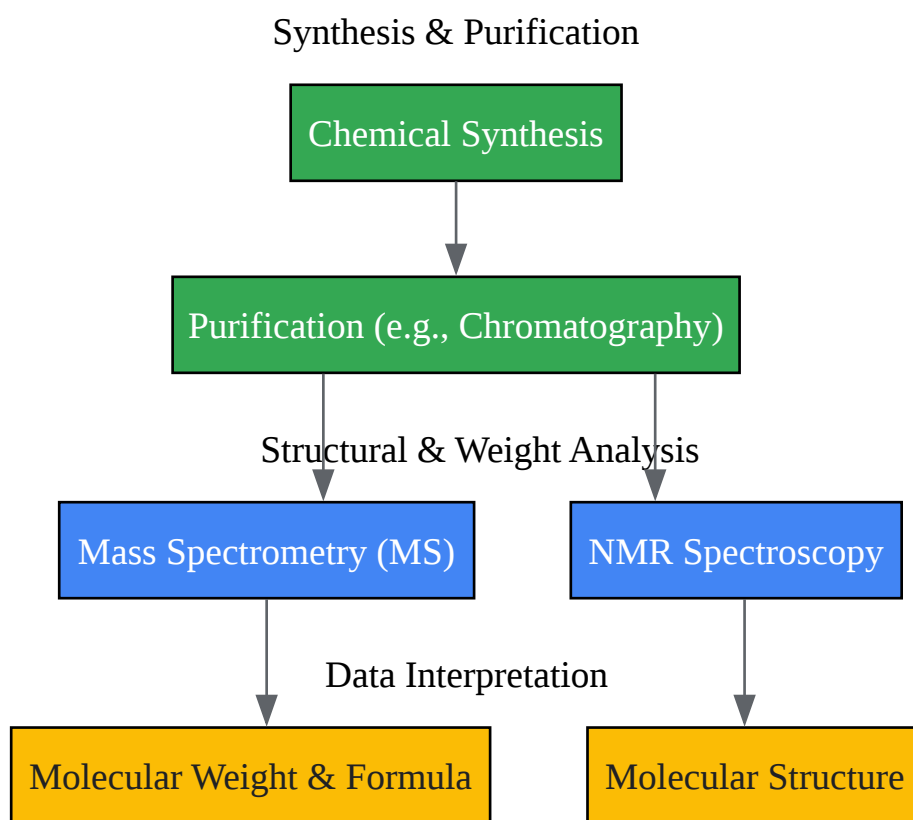 Synthesis & Purification
Chemical Synthesis
Purification (e.g., Chromatography)
Structural & Weight Analysis
Mass Spectrometry (MS)
NMR Spectroscopy
Data Interpretation
Molecular Weight & Formula
Molecular Structure